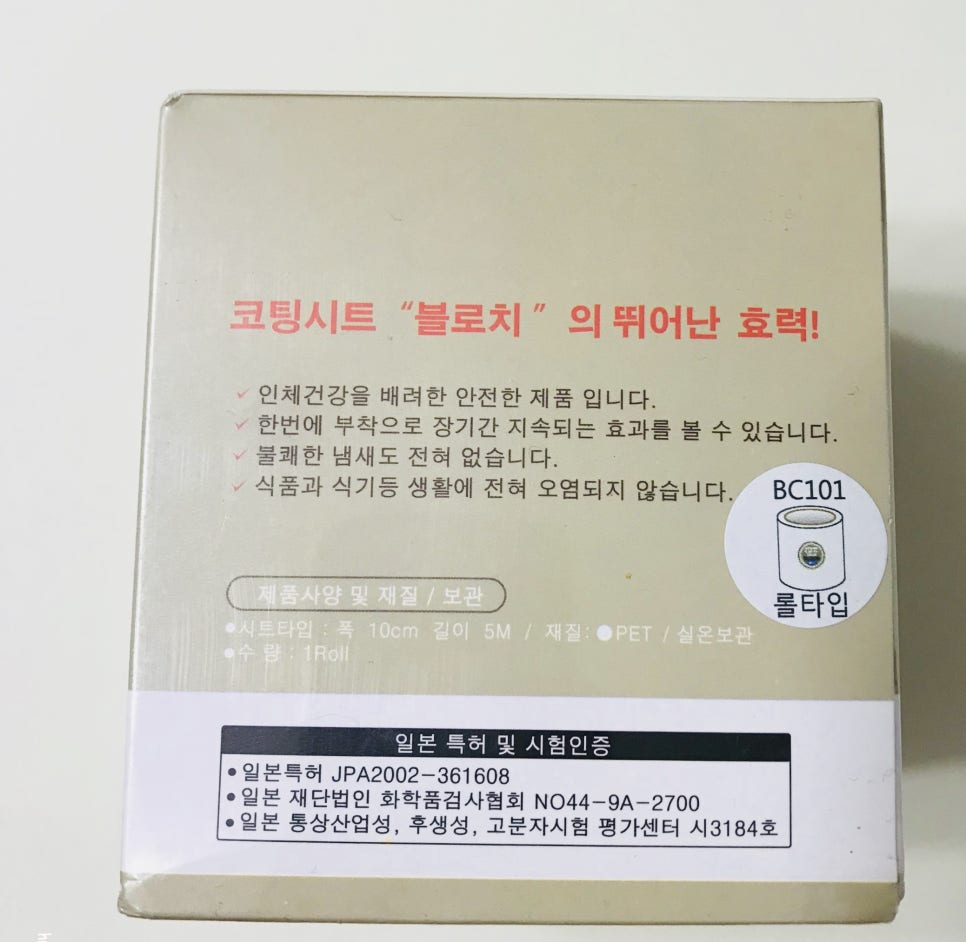 코팅시트 “블로치” 의 뛰어난 효력!
✓ 인체건강을 배려한 안전한 제품 입니다.
✓ 한번에 부착으로 장기간 지속되는 효과를 볼 수 있습니다.
✓ 불쾌한 냄새도 전혀 없습니다.
✓ 식품과 식기등 생활에 전혀 오염되지 않습니다.
BC101
롤타입
제품사양 및 재질 / 보관
●시트타입 : 폭 10cm 길이 5M / 재질: ●PET / 실온보관
●수 량 : 1Roll
일본 특허 및 시험인증
●일본특허 JPA2002-361608
●일본 재단법인 화학품검사협회 NO44-9A-2700
●일본 통상산업성, 후생성, 고분자시험 평가센터 시3184호